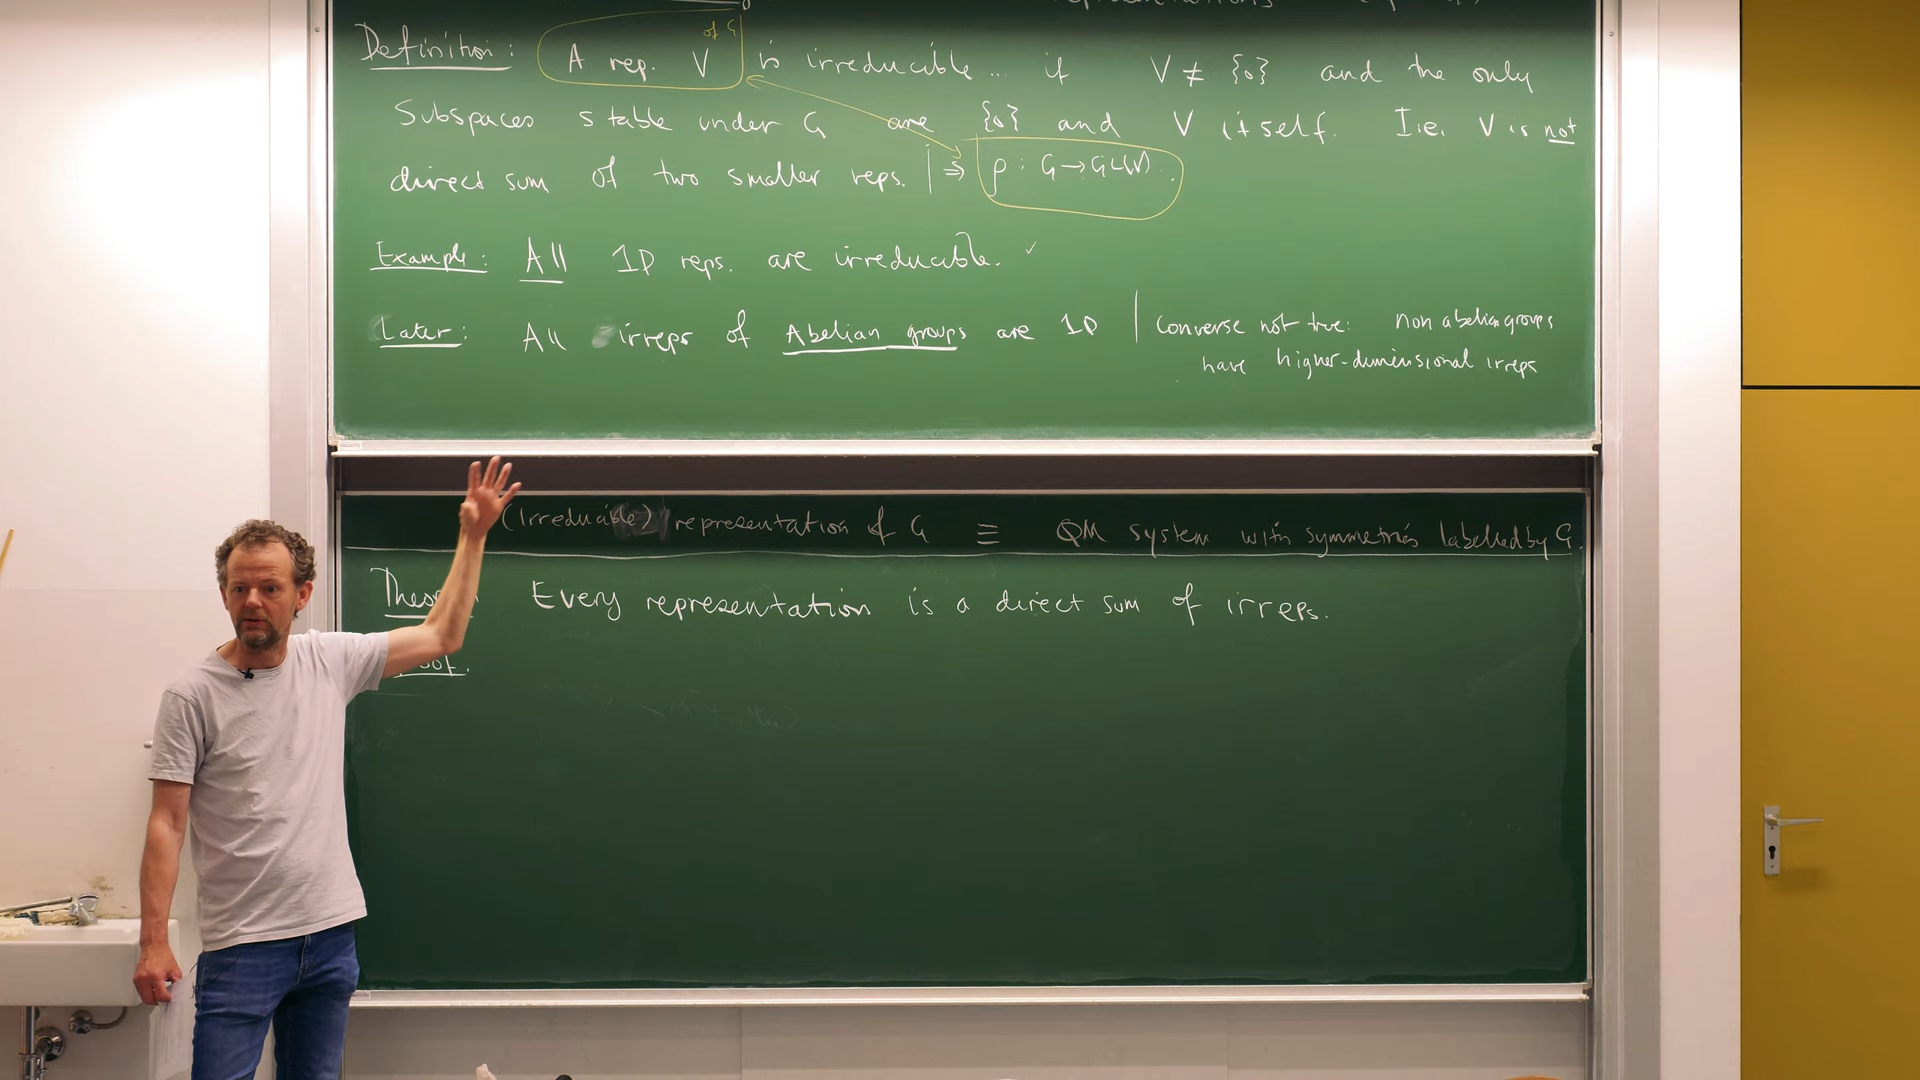 of G
Definition: A rep. V is irreducible... if V ≠ {0} and the only
Subspaces stable under G are {0} and V itself. I.e. V is not
direct sum of two smaller reps. | ⇒ ρ: G→GL(V).
Example: All 1D reps. are irreducible. ✓
Later: All irreps of Abelian groups are 1D | Converse not true: non abelian groups
have higher-dimensional irreps
(Irreducible) representation of G ≡ QM system with symmetries labelled by G.
Every representation is a direct sum of irreps.